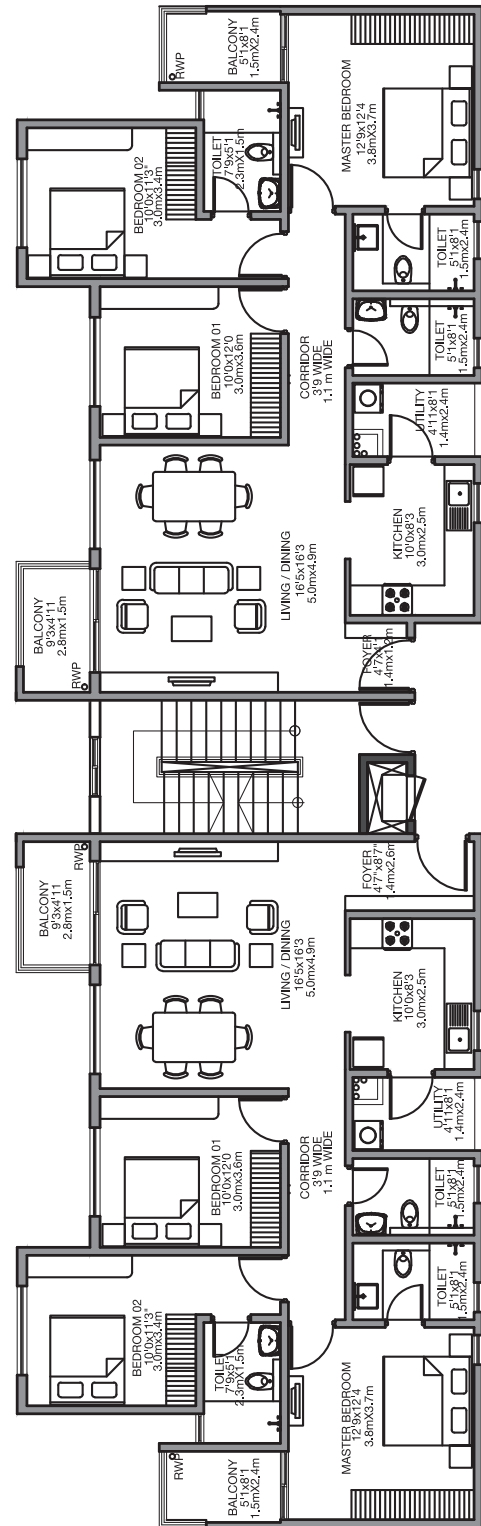 RWP
BALCONY
5'1x8'1
1.5mX2.4m
MASTER BEDROOM
12'9x12'4
3.8mX3.7m
BEDROOM 02
10'0x11'3"
3.0mX3.4m
TOILET
7'9x5'1
2.3mX1.5m
TOILET
5'1x8'1
1.5mX2.4m
BEDROOM 01
10'0x12'0
3.0mx3.6m
CORRIDOR
3'9 WIDE
1.1 m WIDE
TOILET
5'1x8'1
1.5mX2.4m
UTILITY
4'11x8'1
1.4mx2.4m
LIVING / DINING
16'5x16'3
5.0mx4.9m
KITCHEN
10'0x8'3
3.0mx2.5m
BALCONY
9'3x4'11
2.8mx1.5m
RWP
FOYER
4'7x4'1
1.4mx1.2m
RWP
BALCONY
9'3x4'11
2.8mx1.5m
FOYER
4'7"x8'7"
1.4mx2.6m
LIVING / DINING
16'5x16'3
5.0mx4.9m
KITCHEN
10'0x8'3
3.0mx2.5m
UTILITY
4'11x8'1
1.4mx2.4m
BEDROOM 01
10'0x12'0
3.0mx3.6m
CORRIDOR
3'9 WIDE
1.1 m WIDE
TOILET
5'1x8'1
1.5mX2.4m
TOILET
5'1x8'1
1.5mX2.4m
BEDROOM 02
10'0x11'3"
3.0mX3.4m
TOILET
7'9x5'1
2.3mX1.5m
MASTER BEDROOM
12'9x12'4
3.8mX3.7m
RWP
BALCONY
5'1x8'1
1.5mX2.4m